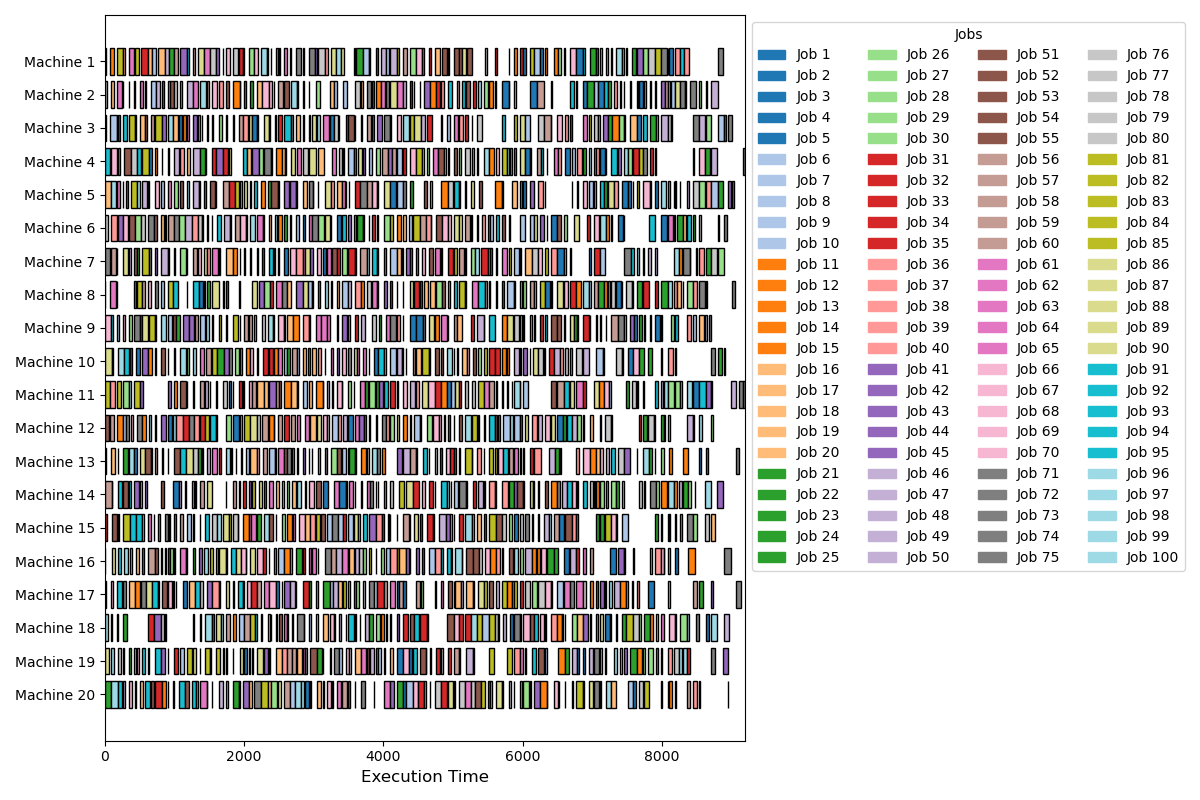 Machine 1
Machine 2
Machine 3
Machine 4
Machine 5
Machine 6
Machine 7
Machine 8
Machine 9
Machine 10
Machine 11
Machine 12
Machine 13
Machine 14
Machine 15
Machine 16
Machine 17
Machine 18
Machine 19
Machine 20
0 2000 4000 6000 8000
Execution Time
Jobs
Job 1 Job 26 Job 51 Job 76
Job 2 Job 27 Job 52 Job 77
Job 3 Job 28 Job 53 Job 78
Job 4 Job 29 Job 54 Job 79
Job 5 Job 30 Job 55 Job 80
Job 6 Job 31 Job 56 Job 81
Job 7 Job 32 Job 57 Job 82
Job 8 Job 33 Job 58 Job 83
Job 9 Job 34 Job 59 Job 84
Job 10 Job 35 Job 60 Job 85
Job 11 Job 36 Job 61 Job 86
Job 12 Job 37 Job 62 Job 87
Job 13 Job 38 Job 63 Job 88
Job 14 Job 39 Job 64 Job 89
Job 15 Job 40 Job 65 Job 90
Job 16 Job 41 Job 66 Job 91
Job 17 Job 42 Job 67 Job 92
Job 18 Job 43 Job 68 Job 93
Job 19 Job 44 Job 69 Job 94
Job 20 Job 45 Job 70 Job 95
Job 21 Job 46 Job 71 Job 96
Job 22 Job 47 Job 72 Job 97
Job 23 Job 48 Job 73 Job 98
Job 24 Job 49 Job 74 Job 99
Job 25 Job 50 Job 75 Job 100